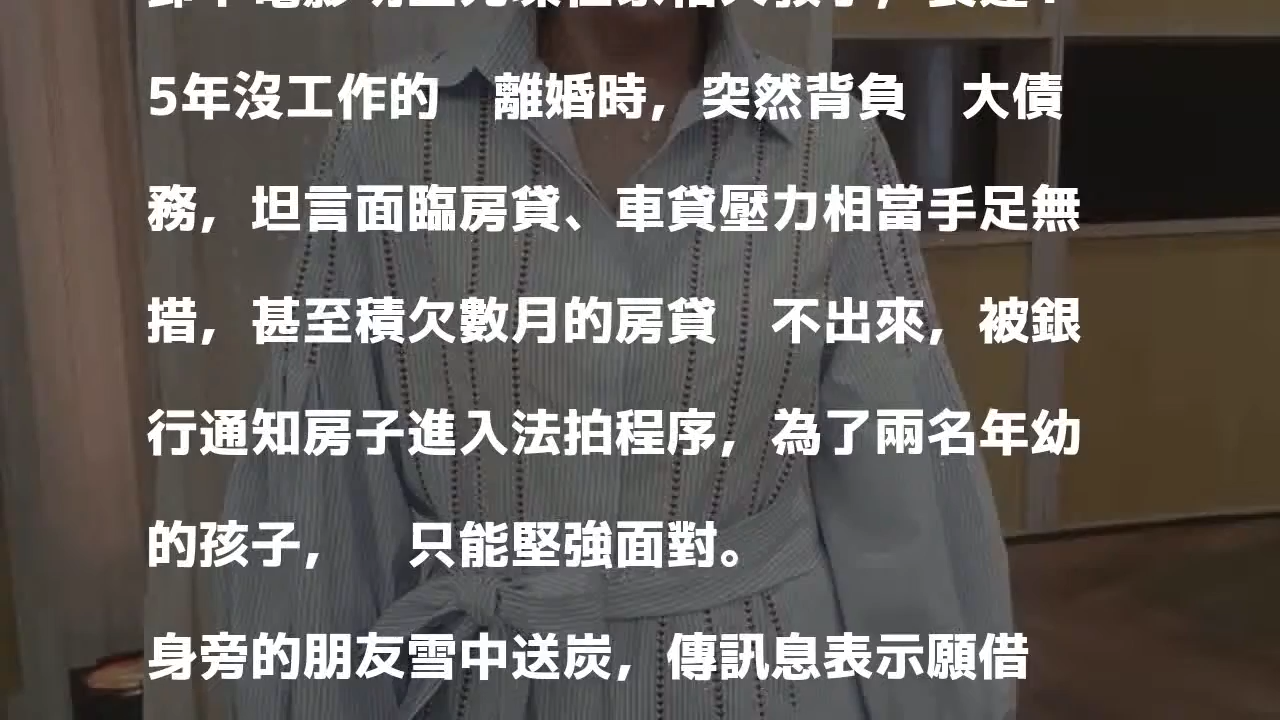 5年沒工作的　離婚時，突然背負　大債
務，坦言面臨房貸、車貸壓力相當手足無
措，甚至積欠數月的房貸　不出來，被銀
行通知房子進入法拍程序，為了兩名年幼
的孩子，　只能堅強面對。
身旁的朋友雪中送炭，傳訊息表示願借